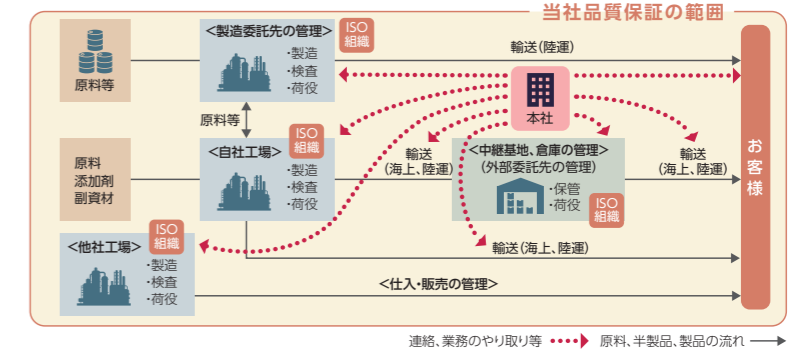 当社品質保証の範囲
原料等
<製造委託先の管理>
ISO
組織
・製造
・検査
・荷役
輸送(陸運)
本社
原料等
原料
添加剤
副資材
<自社工場>
ISO
組織
・製造
・検査
・荷役
輸送
(海上、陸運)
<中継基地、倉庫の管理>
(外部委託先の管理)
・保管
・荷役
ISO
組織
輸送
(海上、陸運)
お客様
<他社工場>
ISO
組織
・製造
・検査
・荷役
輸送(海上、陸運)
<仕入・販売の管理>
連絡、業務のやり取り等
原料、半製品、製品の流れ